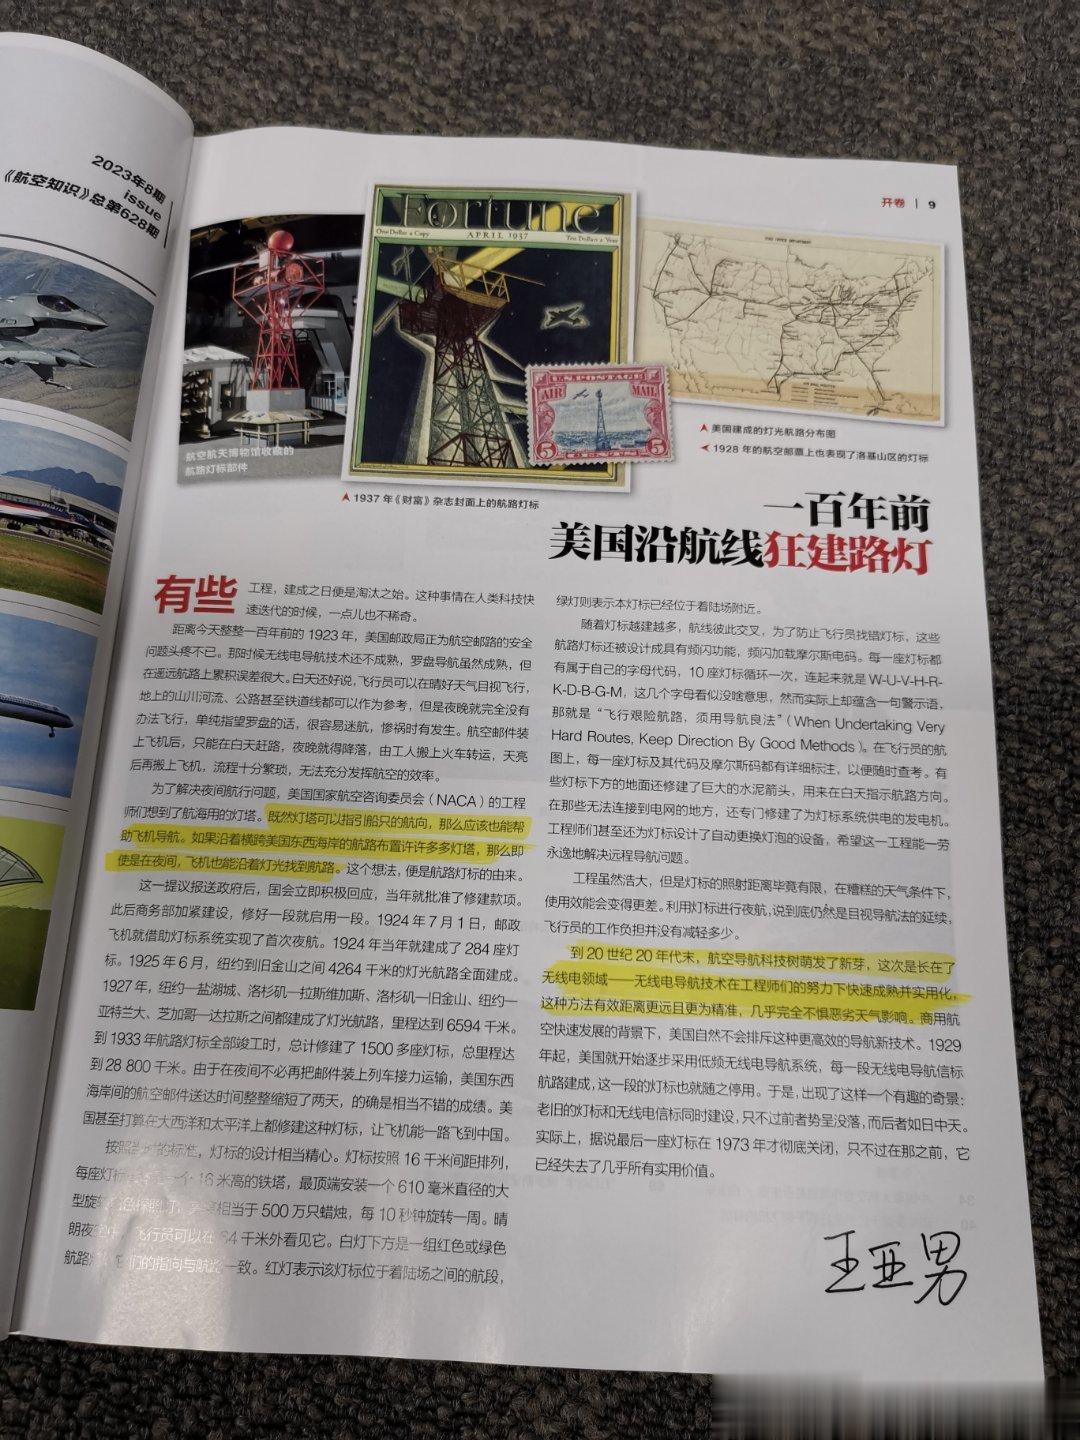 2023年8期
issue
《航空知识》总第628期
开卷 | 9
Fortune
One Dollar a Copy
APRIL 1937
Ten Dollars a Year
U.S. POSTAGE
AIR MAIL
5 CENTS 5
航空航天博物馆收藏的
航路灯标部件
1937 年《财富》杂志封面上的航路灯标
美国建成的灯光航路分布图
1928 年的航空邮票上也表现了洛基山区的灯标
一百年前
美国沿航线狂建路灯
有些工程，建成之日便是淘汰之始。这种事情在人类科技快
速迭代的时候，一点儿也不稀奇。
距离今天整整一百年前的 1923 年，美国邮政局正为航空邮路的安全
问题头疼不已。那时候无线电导航技术还不成熟，罗盘导航虽然成熟，但
在遥远航路上累积误差很大。白天还好说，飞行员可以在晴好天气目视飞行，
地上的山川河流、公路甚至铁道线都可以作为参考，但是夜晚就完全没有
办法飞行，单纯指望罗盘的话，很容易迷航，惨祸时有发生。航空邮件装
上飞机后，只能在白天赶路，夜晚就得降落，由工人搬上火车转运，天亮
后再搬上飞机，流程十分繁琐，无法充分发挥航空的效率。
为了解决夜间航行问题，美国国家航空咨询委员会（NACA）的工程
师们想到了航海用的灯塔。既然灯塔可以指引船只的航向，那么应该也能帮
助飞机导航。如果沿着横跨美国东西海岸的航路布置许许多多灯塔，那么即
使是在夜间，飞机也能沿着灯光找到航路。这个想法，便是航路灯标的由来。
这一提议报送政府后，国会立即积极回应，当年就批准了修建款项。
此后商务部加紧建设，修好一段就启用一段。1924 年 7 月 1 日，邮政
飞机就借助灯标系统实现了首次夜航。1924 年当年就建成了 284 座灯
标。1925 年 6 月，纽约到旧金山之间 4264 千米的灯光航路全面建成。
1927 年，纽约—盐湖城、洛杉矶—拉斯维加斯、洛杉矶—旧金山、纽约—
亚特兰大、芝加哥—达拉斯之间都建成了灯光航路，里程达到 6594 千米。
到 1933 年航路灯标全部竣工时，总计修建了 1500 多座灯标，总里程达
到 28 800 千米。由于在夜间不必再把邮件装上列车接力运输，美国东西
海岸间的航空邮件送达时间整整缩短了两天，的确是相当不错的成绩。美
国甚至打算在大西洋和太平洋上都修建这种灯标，让飞机能一路飞到中国。
按照 的标准，灯标的设计相当精心。灯标按照 16 千米间距排列，
每座灯标 一个 16 米高的铁塔，最顶端安装一个 610 毫米直径的大
型旋 相当于 500 万只蜡烛，每 10 秒钟旋转一周。晴
朗夜 飞行员可以在 64 千米外看见它。白灯下方是一组红色或绿色
航路 们的指向与航路一致。红灯表示该灯标位于着陆场之间的航段，
绿灯则表示本灯标已经位于着陆场附近。
随着灯标越建越多，航线彼此交叉，为了防止飞行员找错灯标，这些
航路灯标还被设计成具有频闪功能，频闪加载摩尔斯电码。每一座灯标都
有属于自己的字母代码，10 座灯标循环一次，连起来就是 W-U-V-H-R-
K-D-B-G-M，这几个字母看似没啥意思，然而实际上却蕴含一句警示语，
那就是“飞行艰险航路，须用导航良法”（When Undertaking Very
Hard Routes, Keep Direction By Good Methods）。在飞行员的航
图上，每一座灯标及其代码及摩尔斯码都有详细标注，以便随时查考。有
些灯标下方的地面还修建了巨大的水泥箭头，用来在白天指示航路方向。
在那些无法连接到电网的地方，还专门修建了为灯标系统供电的发电机。
工程师们甚至还为灯标设计了自动更换灯泡的设备，希望这一工程能一劳
永逸地解决远程导航问题。
工程虽然浩大，但是灯标的照射距离毕竟有限，在糟糕的天气条件下，
使用效能会变得更差。利用灯标进行夜航，说到底仍然是目视导航法的延续，
飞行员的工作负担并没有减轻多少。
到 20 世纪 20 年代末，航空导航科技树萌发了新芽，这次是长在了
无线电领域——无线电导航技术在工程师们的努力下快速成熟并实用化，
这种方法有效距离更远且更为精准，几乎完全不惧恶劣天气影响。商用航
空快速发展的背景下，美国自然不会排斥这种更高效的导航新技术。1929
年起，美国就开始逐步采用低频无线电导航系统，每一段无线电导航信标
航路建成，这一段的灯标也就随之停用。于是，出现了这样一个有趣的奇景：
老旧的灯标和无线电信标同时建设，只不过前者势呈没落，而后者如日中天。
实际上，据说最后一座灯标在 1973 年才彻底关闭，只不过在那之前，它
已经失去了几乎所有实用价值。
王亚男